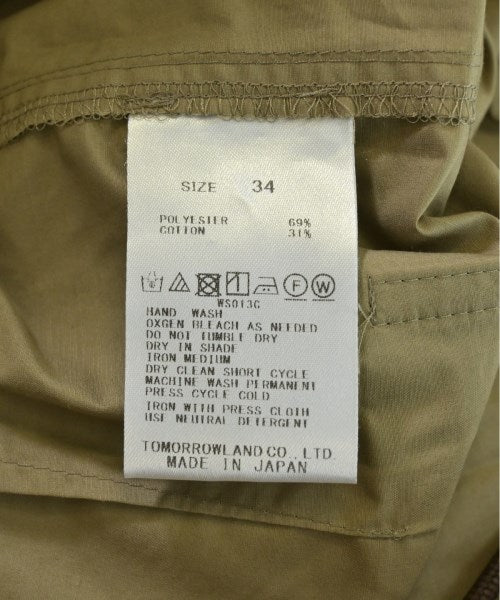 SIZE 34
POLYESTER 69%
COTTON 31%
F W
WS013C
HAND WASH
OXGEN BLEACH AS NEEDED
DO NOT TUMBLE DRY
DRY IN SHADE
IRON MEDIUM
DRY CLEAN SHORT CYCLE
MACHINE WASH PERMANENT
PRESS CYCLE COLD
IRON WITH PRESS CLOTH
USE NEUTRAL DETERGENT
TOMORROWLAND CO., LTD.
MADE IN JAPAN